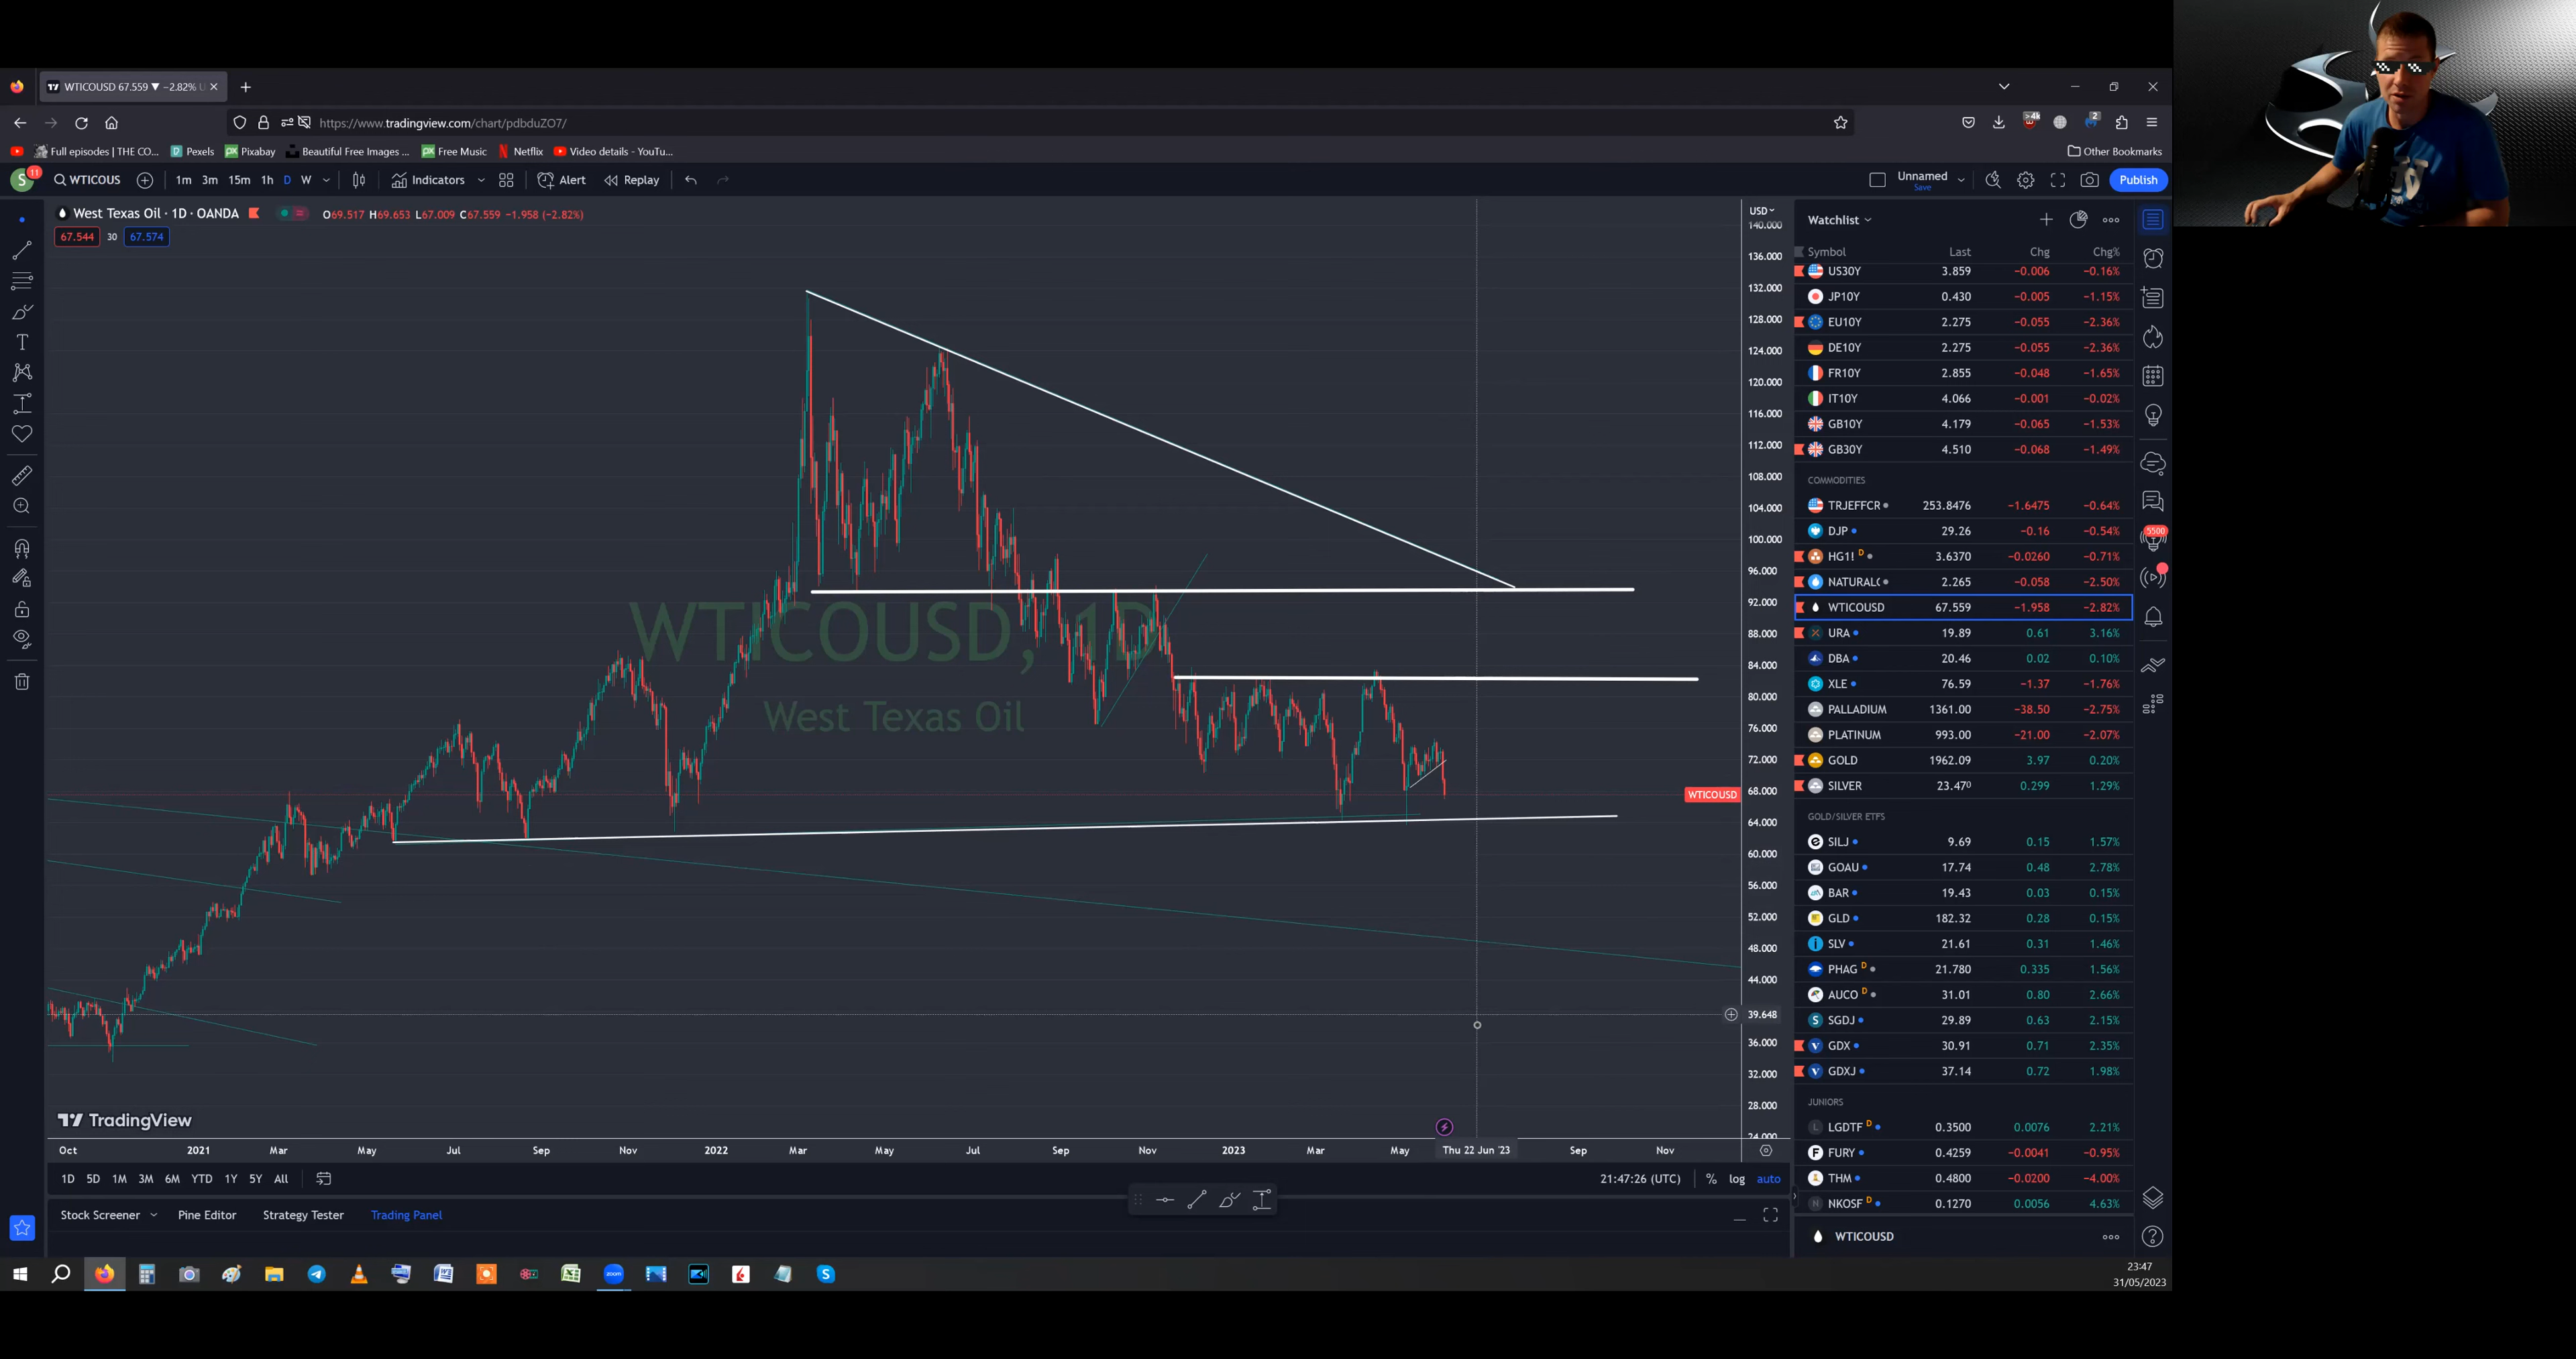 WTICOUSD 67.559 ▼ −2.82% U
https://www.tradingview.com/chart/pdbduZO7/
>4k
2
Full episodes | THE CO...
Pexels
Pixabay
Beautiful Free Images ...
Free Music
Netflix
Video details - YouTu...
Other Bookmarks
S 11 WTICOUS 1m 3m 15m 1h D W Indicators Alert Replay Unnamed Save Publish
West Texas Oil · 1D · OANDA O69.517 H69.653 L67.009 C67.559 −1.958 (−2.82%)
67.544 30 67.574
USD
140.000
136.000
132.000
128.000
124.000
120.000
116.000
112.000
108.000
104.000
100.000
96.000
92.000
88.000
84.000
80.000
76.000
72.000
68.000
64.000
60.000
56.000
52.000
48.000
44.000
39.648
36.000
32.000
28.000
24.000
WTICOUSD, 1D
West Texas Oil
WTICOUSD
TradingView
Oct 2021 Mar May Jul Sep Nov 2022 Mar May Jul Sep Nov 2023 Mar May Thu 22 Jun '23 Sep Nov
1D 5D 1M 3M 6M YTD 1Y 5Y All 21:47:26 (UTC) % log auto
Stock Screener Pine Editor Strategy Tester Trading Panel
Watchlist
Symbol Last Chg Chg%
US30Y 3.859 −0.006 −0.16%
JP10Y 0.430 −0.005 −1.15%
EU10Y 2.275 −0.055 −2.36%
DE10Y 2.275 −0.055 −2.36%
FR10Y 2.855 −0.048 −1.65%
IT10Y 4.066 −0.001 −0.02%
GB10Y 4.179 −0.065 −1.53%
GB30Y 4.510 −0.068 −1.49%
COMMODITIES
TRJEFFCR 253.8476 −1.6475 −0.64%
DJP 29.26 −0.16 −0.54%
HG1! D 3.6370 −0.0260 −0.71%
NATURALG 2.265 −0.058 −2.50%
WTICOUSD 67.559 −1.958 −2.82%
URA 19.89 0.61 3.16%
DBA 20.46 0.02 0.10%
XLE 76.59 −1.37 −1.76%
PALLADIUM 1361.00 −38.50 −2.75%
PLATINUM 993.00 −21.00 −2.07%
GOLD 1962.09 3.97 0.20%
SILVER 23.470 0.299 1.29%
GOLD/SILVER ETFS
SILJ 9.69 0.15 1.57%
GOAU 17.74 0.48 2.78%
BAR 19.43 0.03 0.15%
GLD 182.32 0.28 0.15%
SLV 21.61 0.31 1.46%
PHAG D 21.780 0.335 1.56%
AUCO D 31.01 0.80 2.66%
SGDJ 29.89 0.63 2.15%
GDX 30.91 0.71 2.35%
GDXJ 37.14 0.72 1.98%
JUNIORS
LGDTF D 0.3500 0.0076 2.21%
FURY 0.4259 −0.0041 −0.95%
THM 0.4800 −0.0200 −4.00%
NKOSF D 0.1270 0.0056 4.63%
WTICOUSD
5500
zoom
23:47
31/05/2023